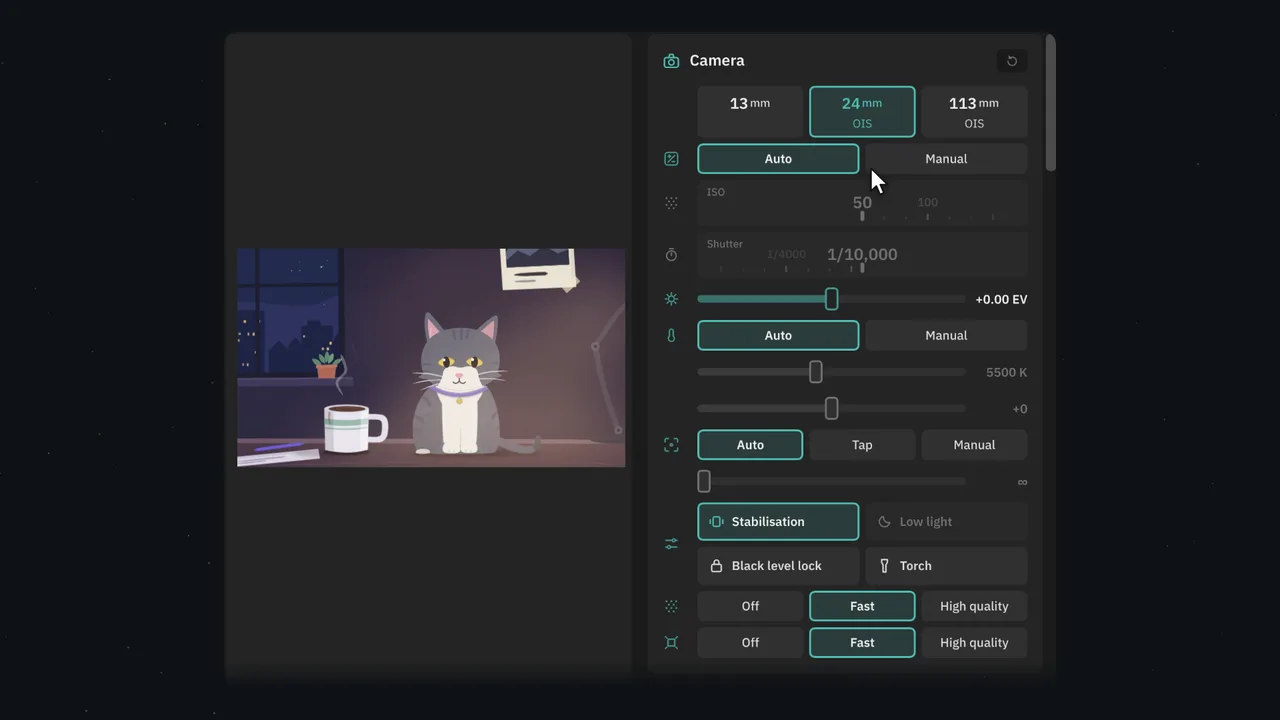 Camera
13 mm
24 mm
OIS
113 mm
OIS
Auto
Manual
ISO
50
100
Shutter
1/4000
1/10,000
+0.00 EV
Auto
Manual
5500 K
+0
Auto
Tap
Manual
∞
Stabilisation
Low light
Black level lock
Torch
Off
Fast
High quality
Off
Fast
High quality